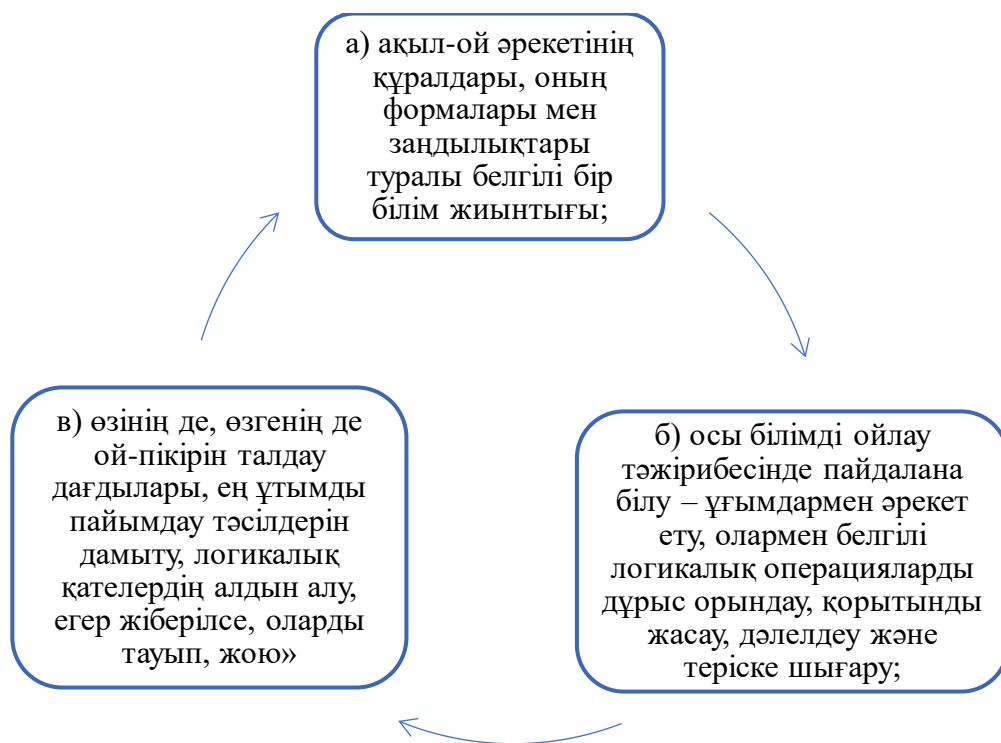 а) ақыл-ой әрекетінің
құралдары, оның
формалары мен
заңдылықтары
туралы белгілі бір
білім жиынтығы;
б) осы білімді ойлау
тәжірибесінде пайдалана
білу – ұғымдармен әрекет
ету, олармен белгілі
логикалық операцияларды
дұрыс орындау, қорытынды
жасау, дәлелдеу және
теріске шығару;
в) өзінің де, өзгенің де
ой-пікірін талдау
дағдылары, ең ұтымды
пайымдау тәсілдерін
дамыту, логикалық
қателердің алдын алу,
егер жіберілсе, оларды
тауып, жою»